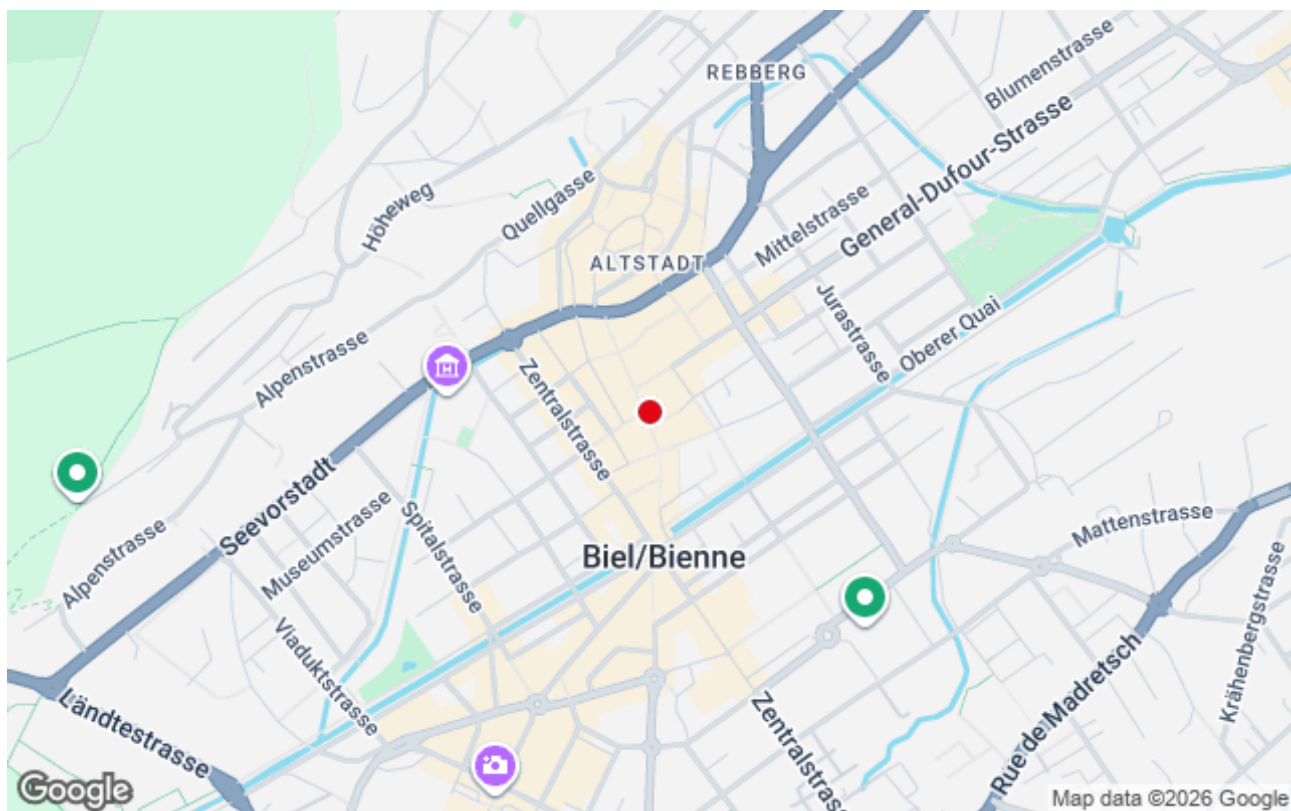 REBBERG
Blumenstrasse
General-Dufour-Strasse
Höheweg
Quellgasse
Mittelstrasse
ALTSTADT
Jurastrasse
Oberer Quai
Alpenstrasse
Zentralstrasse
Seevorstadt
Museumstrasse
Spitalstrasse
Alpenstrasse
Mattenstrasse
Biel/Bienne
Krähenbergstrasse
Viaduktstrasse
Rue de Madretsch
Ländtestrasse
Zentralstrasse
Google
Map data ©2026 Google